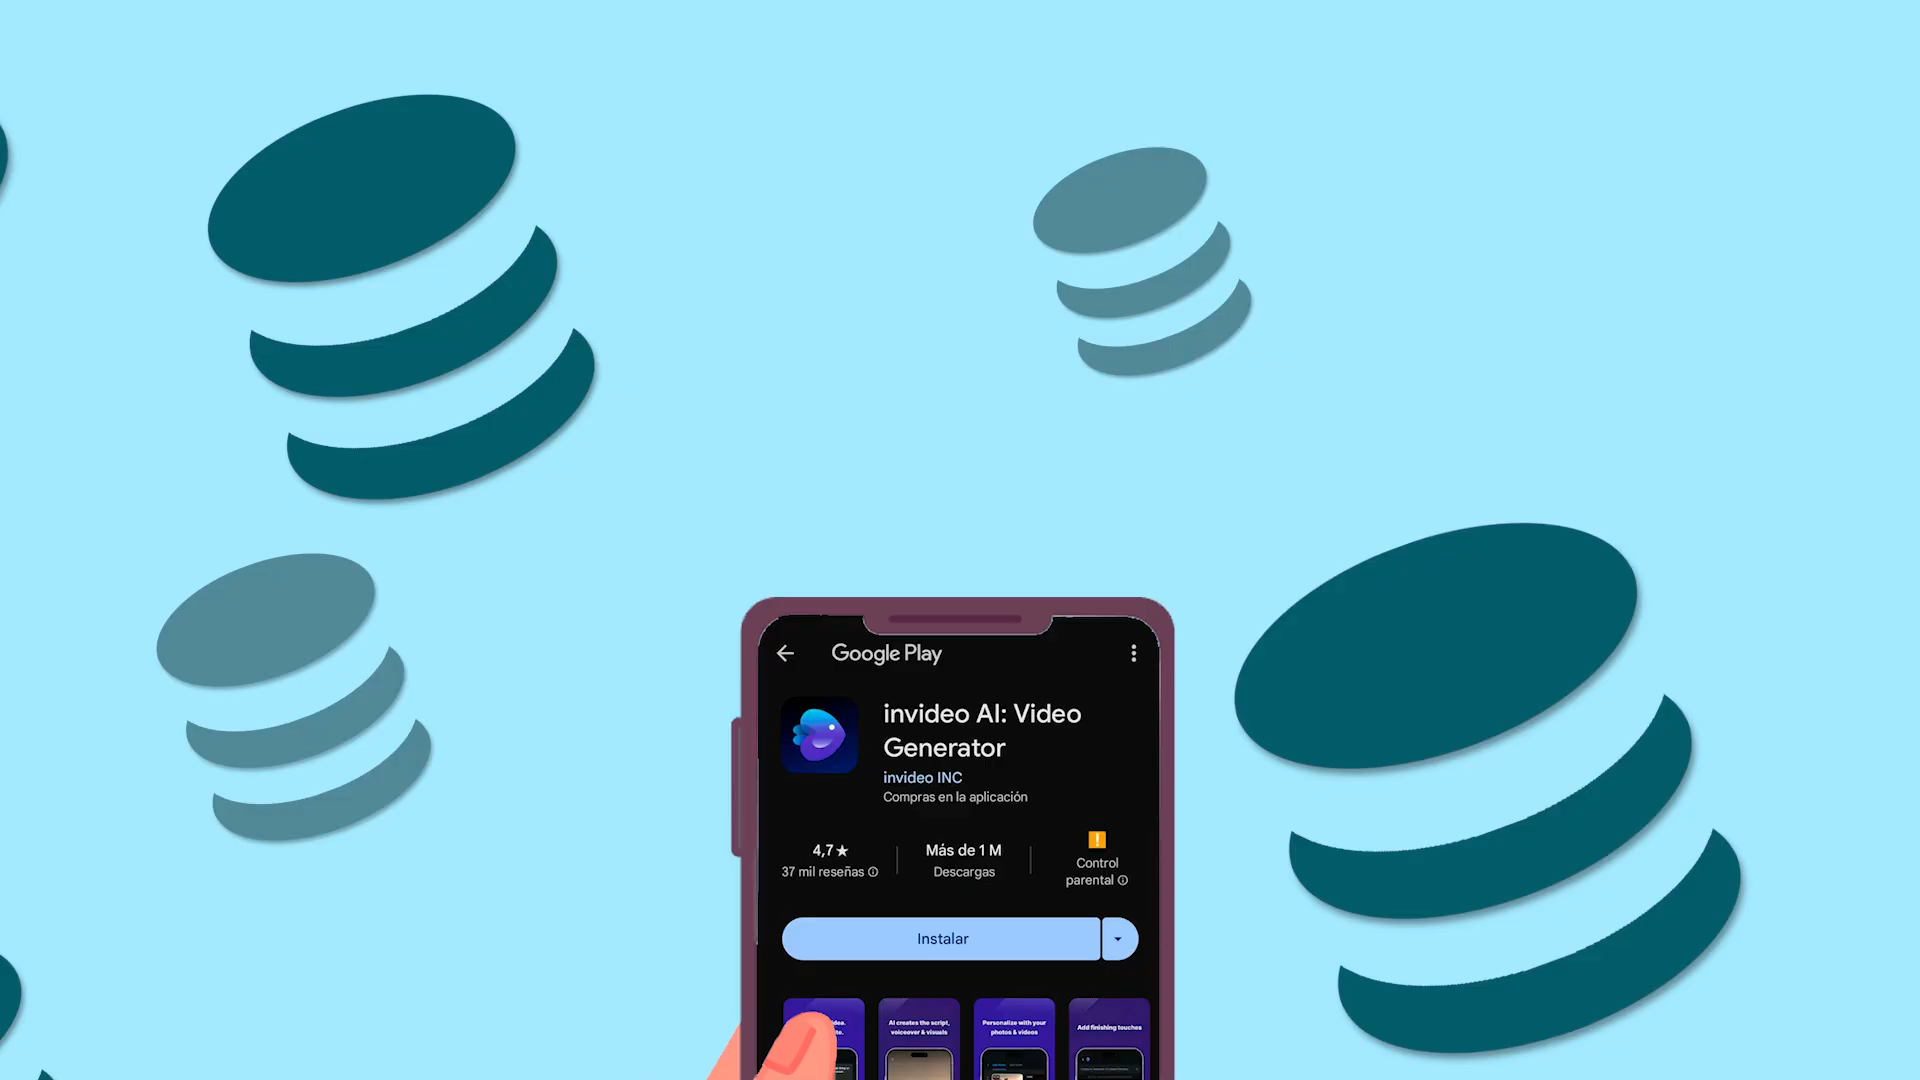 Google Play
invideo AI: Video
Generator
invideo INC
Compras en la aplicación
4,7★
37 mil reseñas
Más de 1 M
Descargas
Control
parental
Instalar
AI creates the script,
voiceover & visuals
Personalize with your
photos & videos
Add finishing touches